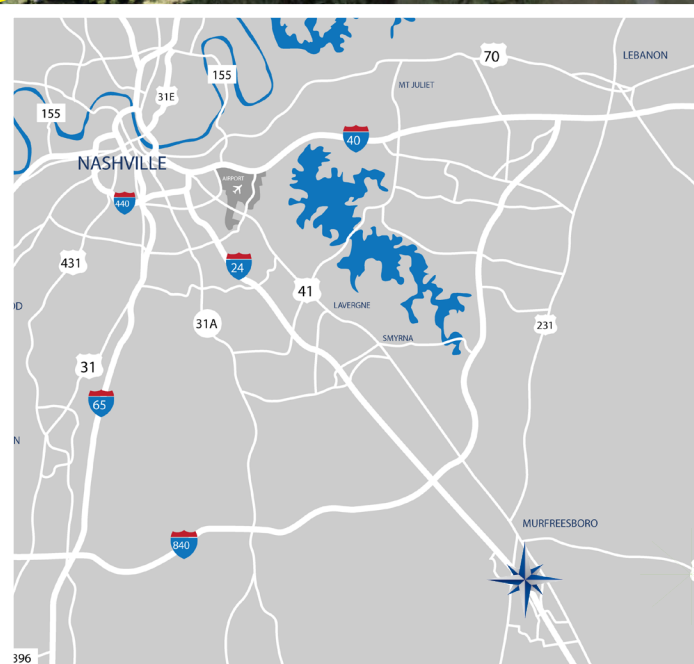 70
LEBANON
155
MT JULIET
31E
155
40
NASHVILLE
AIRPORT
440
431
24
41
LAVERGNE
31A
231
SMYRNA
31
65
MURFREESBORO
840
396